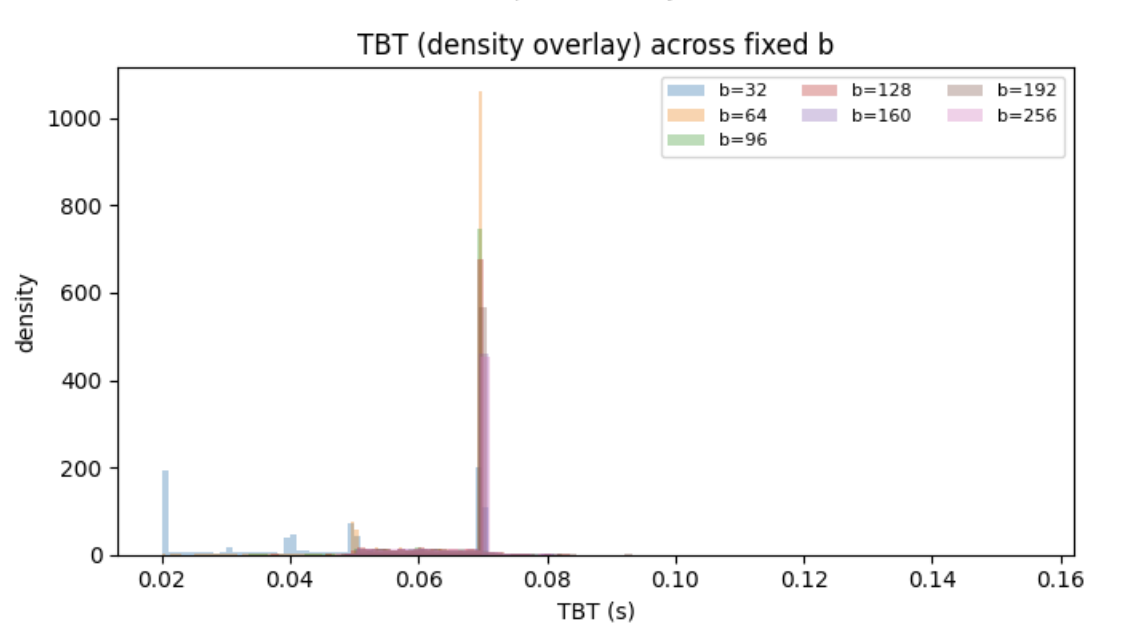 TBT (density overlay) across fixed b
b=32
b=64
b=96
b=128
b=160
b=192
b=256
density
1000
800
600
400
200
0
0.02 0.04 0.06 0.08 0.10 0.12 0.14 0.16
TBT (s)